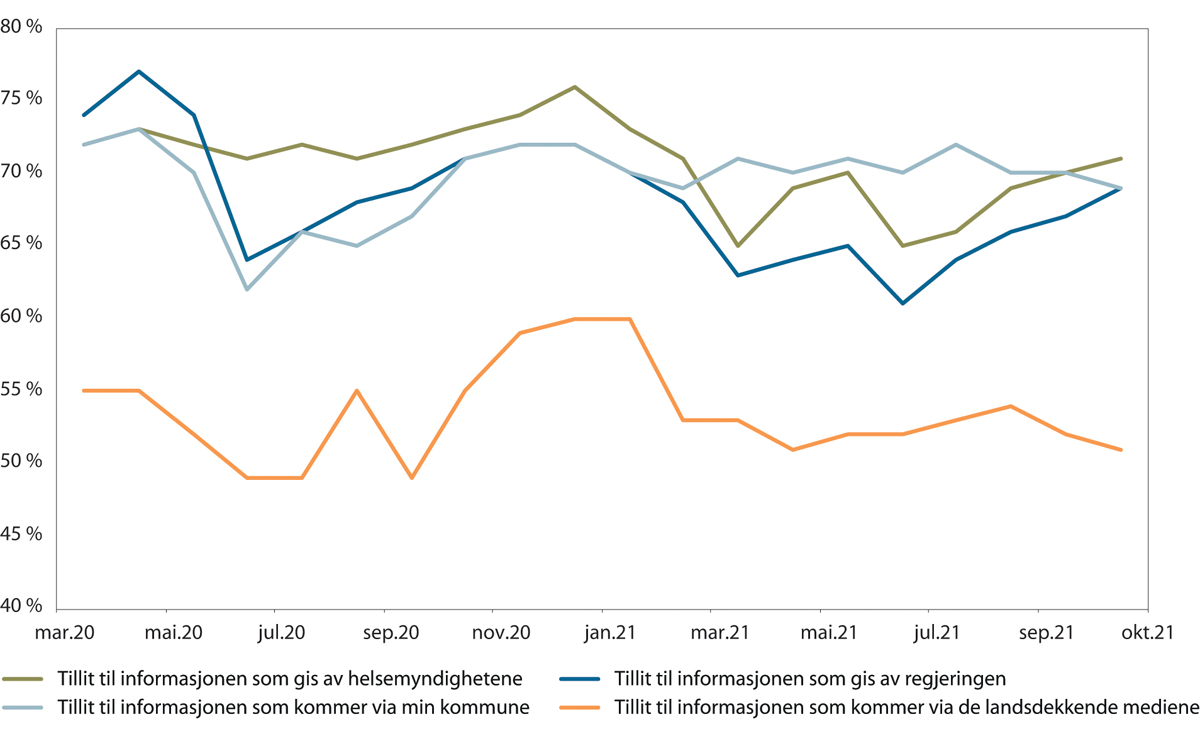 80 %
75 %
70 %
65 %
60 %
55 %
50 %
45 %
40 %
mar.20 mai.20 jul.20 sep.20 nov.20 jan.21 mar.21 mai.21 jul.21 sep.21 okt.21
Tillit til informasjonen som gis av helsemyndighetene
Tillit til informasjonen som gis av regjeringen
Tillit til informasjonen som kommer via min kommune
Tillit til informasjonen som kommer via de landsdekkende mediene